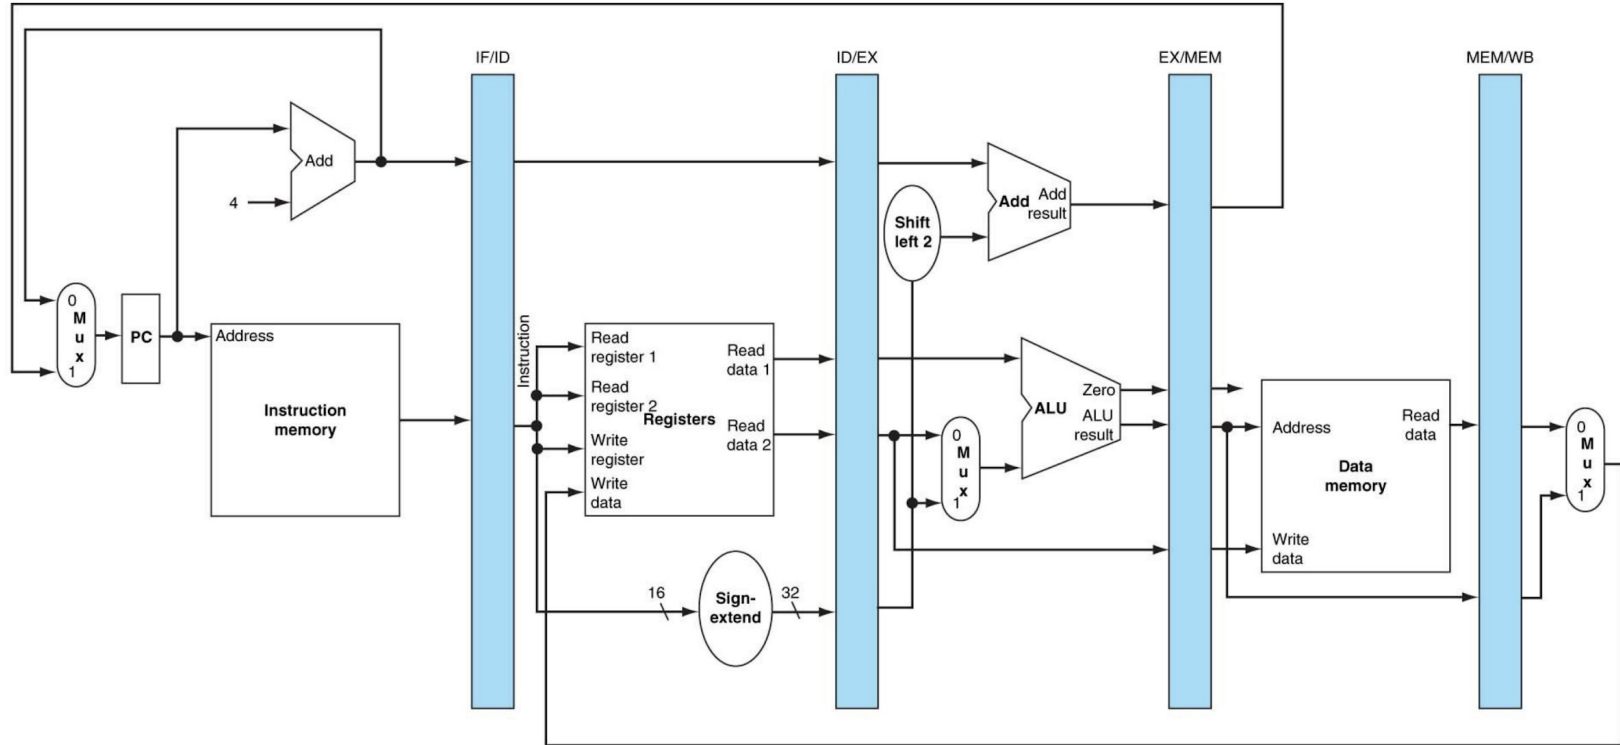 IF/ID
ID/EX
EX/MEM
MEM/WB
Add
4
Add
Add
result
Shift
left 2
0
M
u
x
1
PC
Address
Instruction
memory
Instruction
Read
register 1
Read
register 2
Write
register
Write
data
Registers
Read
data 1
Read
data 2
16
Sign-
extend
32
0
M
u
x
1
ALU
Zero
ALU
result
Address
Read
data
Data
memory
Write
data
0
M
u
x
1